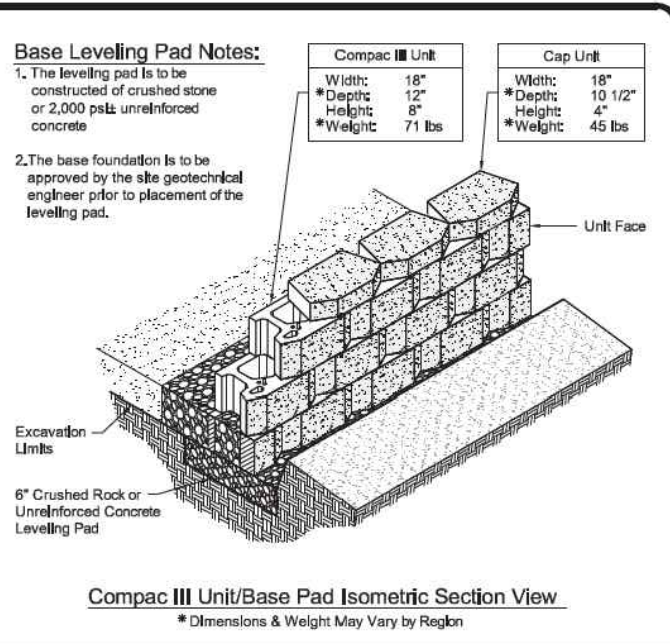 Base Leveling Pad Notes:
1. The leveling pad is to be
constructed of crushed stone
or 2,000 psi± unreinforced
concrete
2. The base foundation is to be
approved by the site geotechnical
engineer prior to placement of the
leveling pad.
Compac III Unit
Width: 18"
*Depth: 12"
Height: 8"
*Weight: 71 lbs
Cap Unit
Width: 18"
*Depth: 10 1/2"
Height: 4"
*Weight: 45 lbs
Unit Face
Excavation
Limits
6" Crushed Rock or
Unreinforced Concrete
Leveling Pad
Compac III Unit/Base Pad Isometric Section View
* Dimensions & Weight May Vary by Region